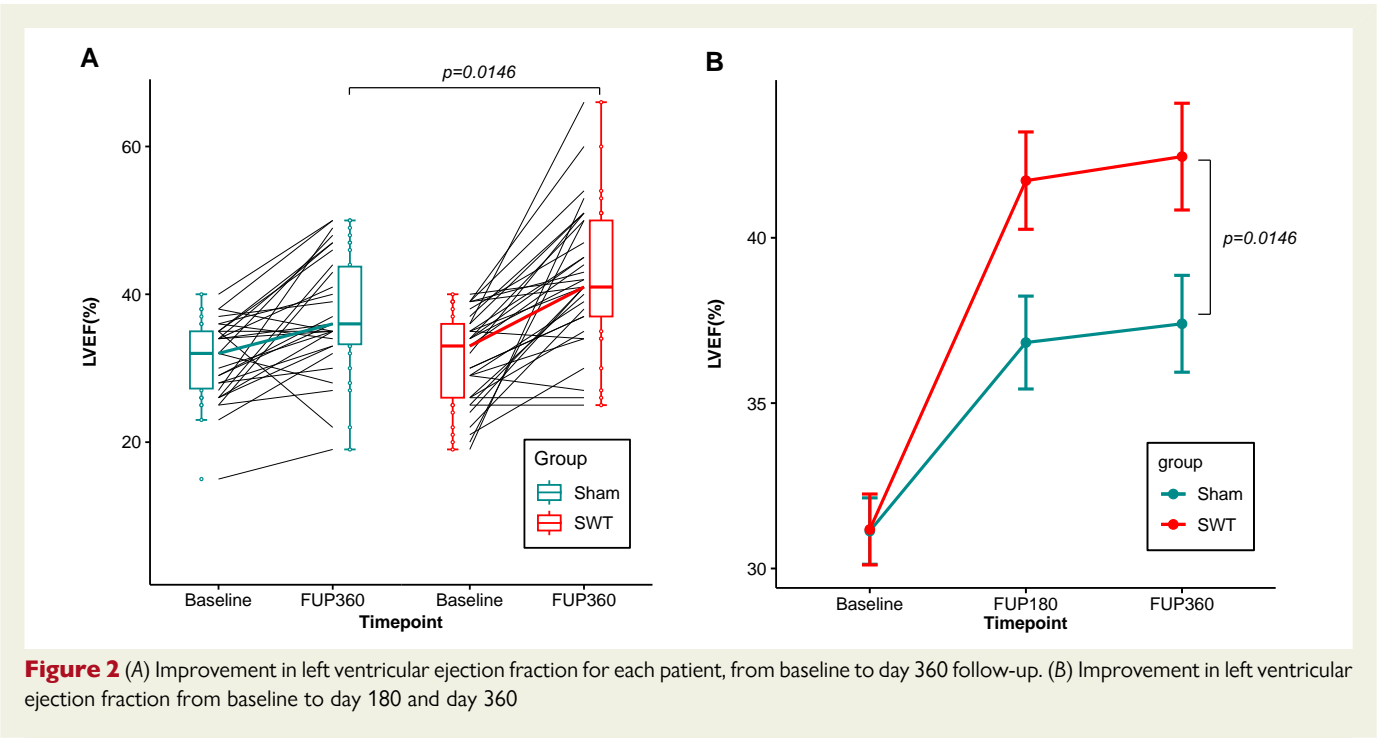 A
p=0.0146
60
40
20
LVEF(%)
Group
Sham
SWT
Baseline
FUP360
Baseline
FUP360
Timepoint
B
40
35
30
LVEF(%)
p=0.0146
group
Sham
SWT
Baseline
FUP180
FUP360
Timepoint
Figure 2 (A) Improvement in left ventricular ejection fraction for each patient, from baseline to day 360 follow-up. (B) Improvement in left ventricular
ejection fraction from baseline to day 180 and day 360